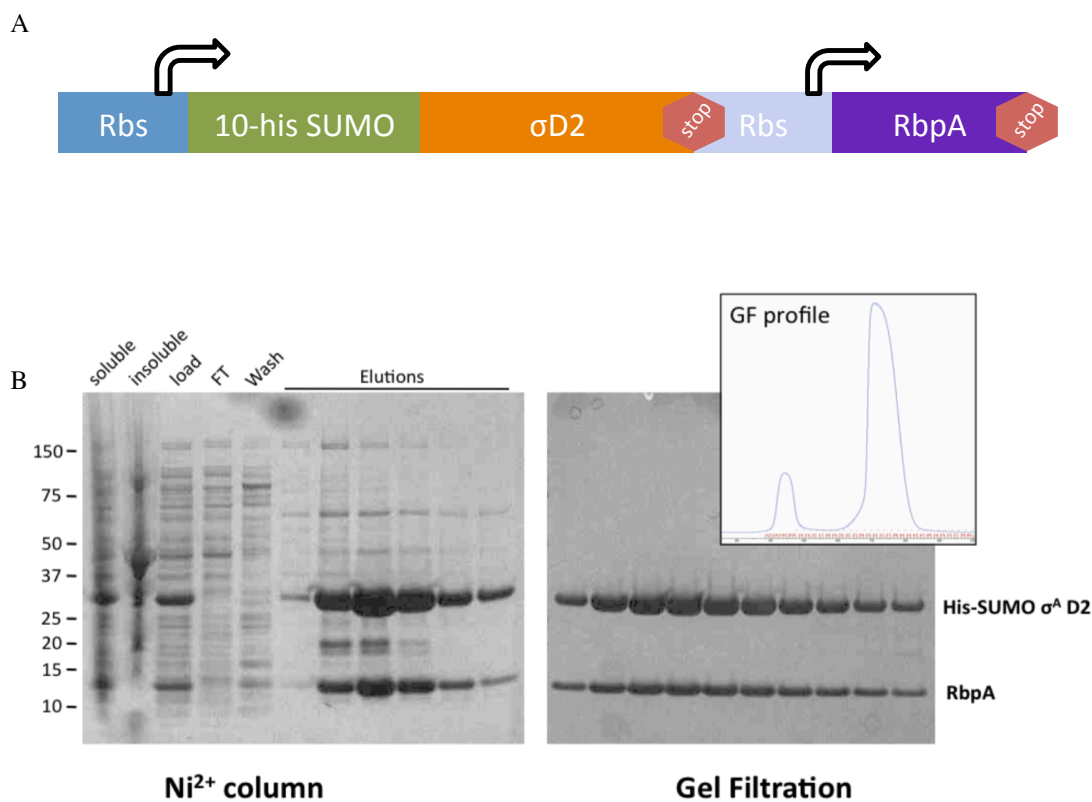 A
Rbs
10-his SUMO
σD2
stop
Rbs
RbpA
stop
GF profile
B
soluble
insoluble
load
FT
Wash
Elutions
150
75
50
37
25
20
15
10
His-SUMO σᴬ D2
RbpA
Ni²⁺ column
Gel Filtration